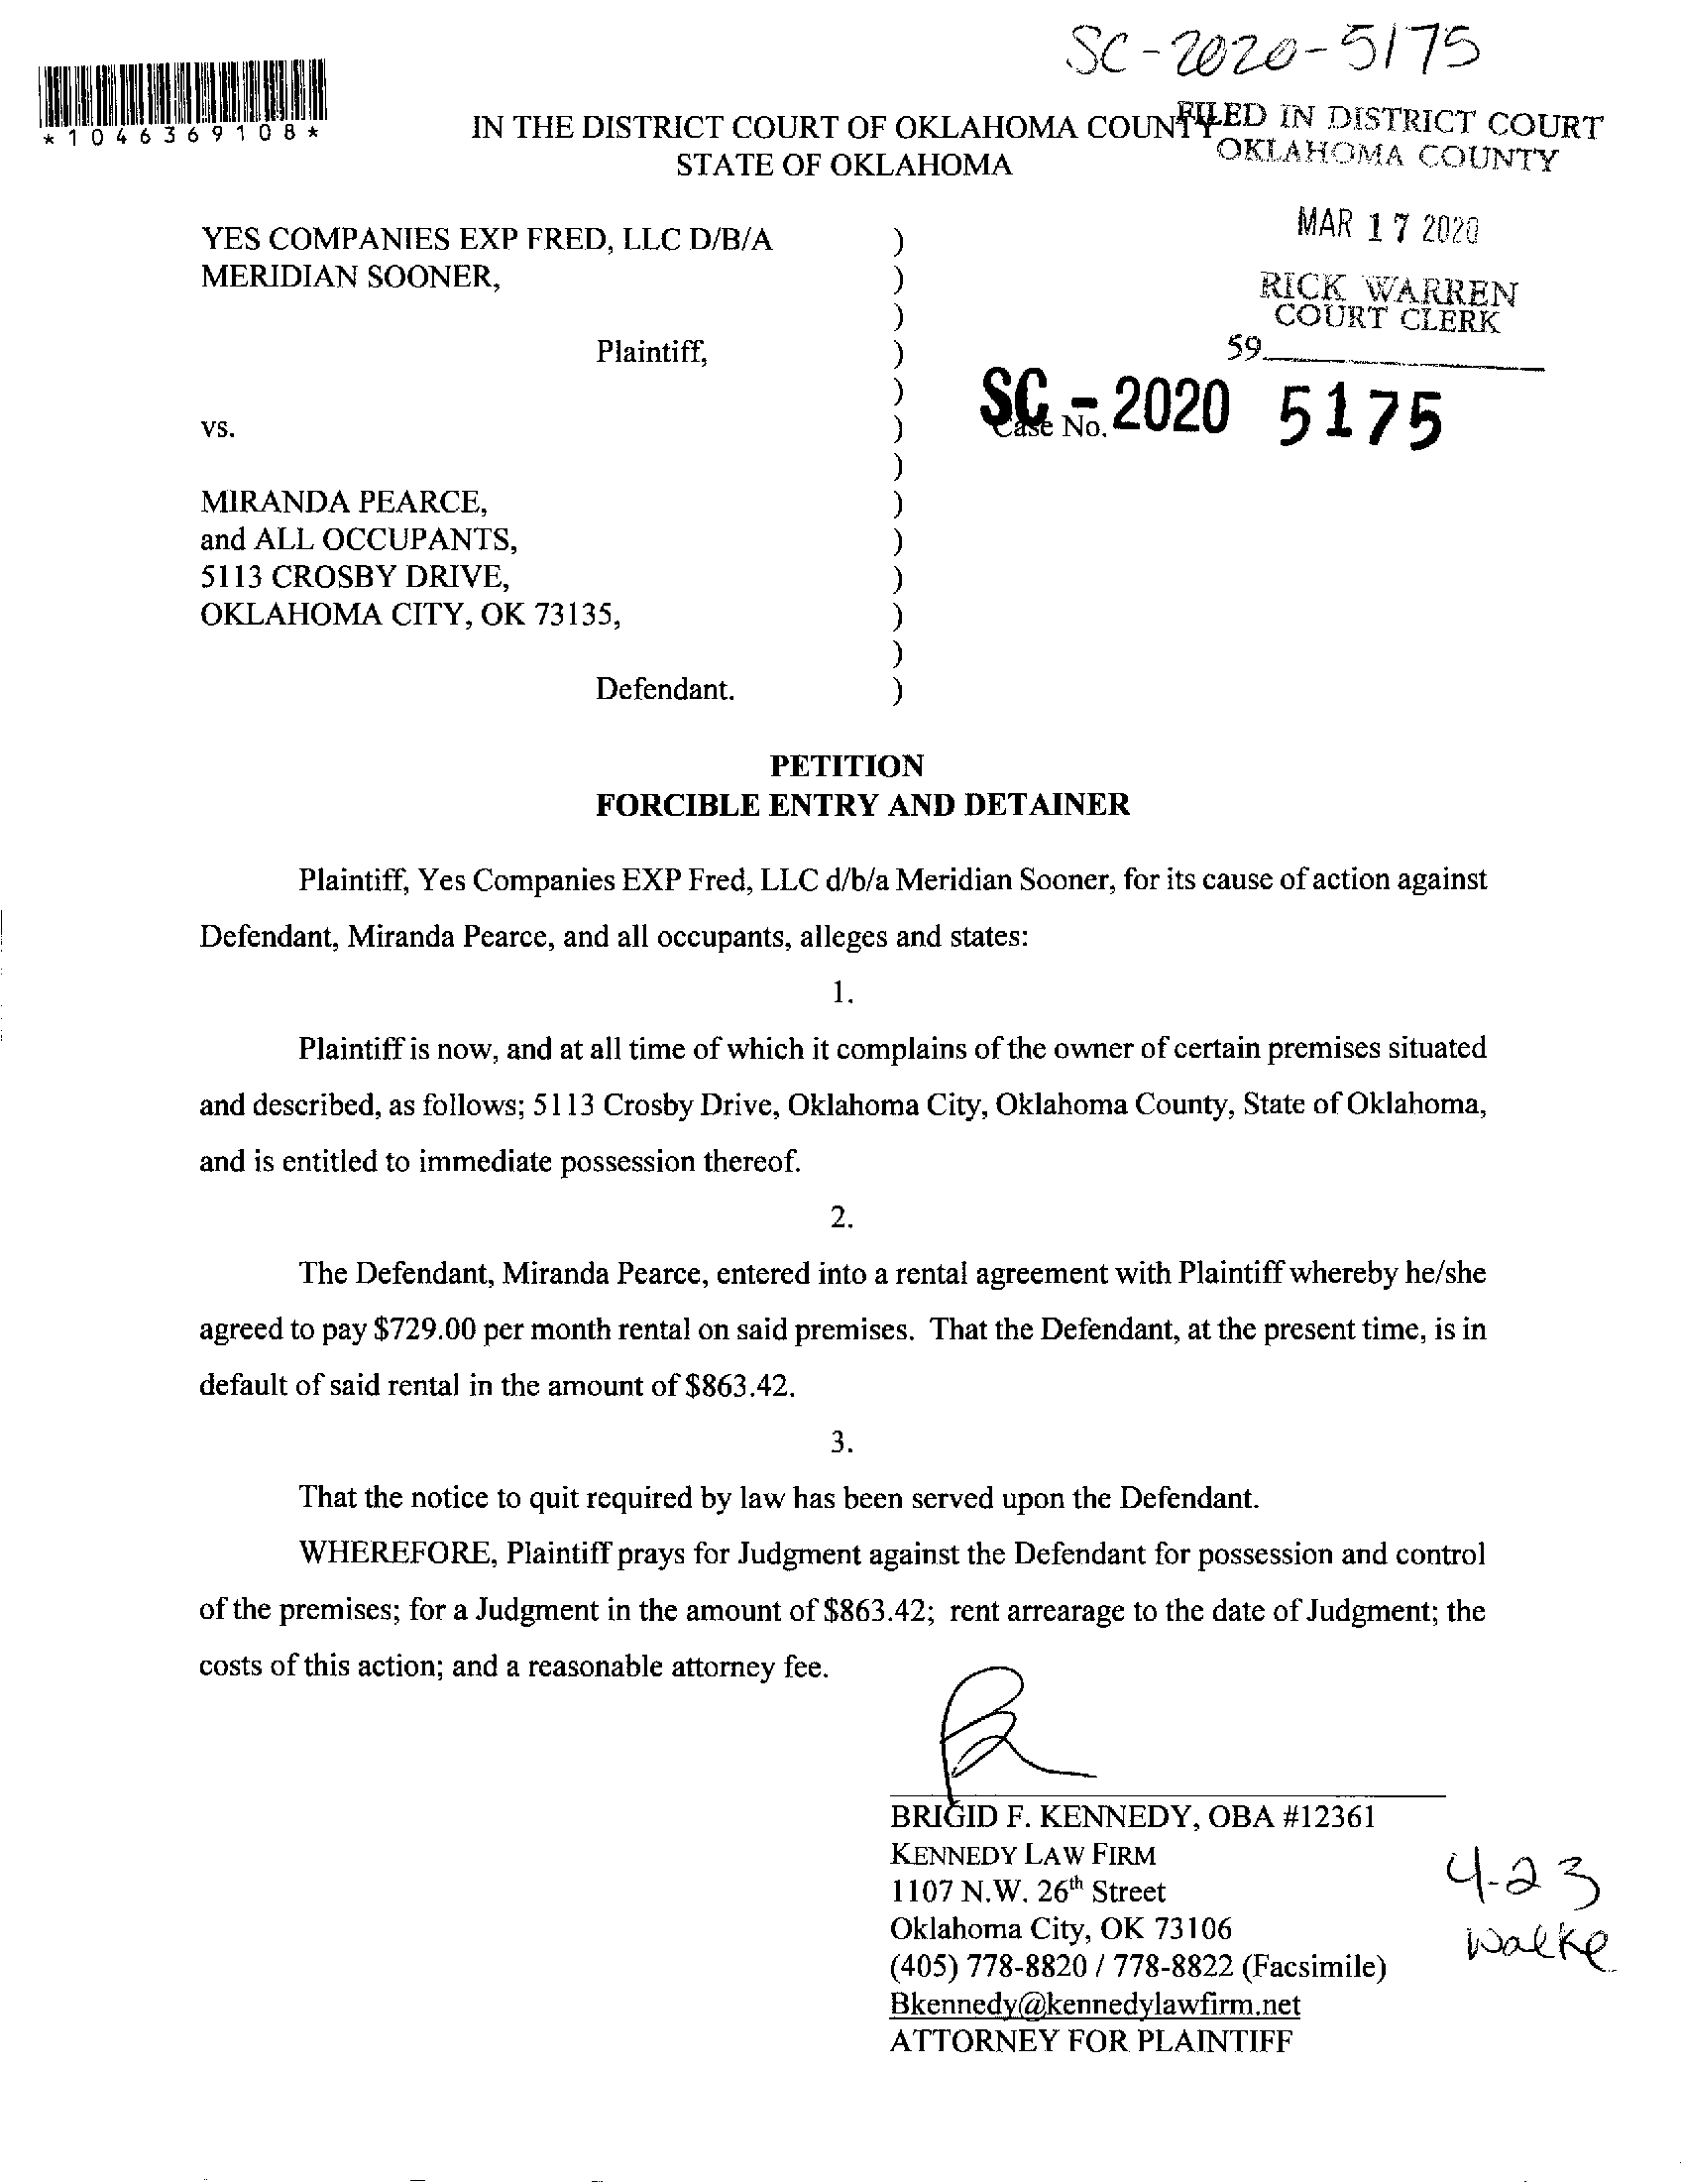 SC-2020-5175
*1046369108*
IN THE DISTRICT COURT OF OKLAHOMA COUNTY
STATE OF OKLAHOMA
FILED IN DISTRICT COURT
OKLAHOMA COUNTY
MAR 17 2020
RICK WARREN
COURT CLERK
59
YES COMPANIES EXP FRED, LLC D/B/A )
MERIDIAN SOONER, )
)
Plaintiff, )
)
vs. ) Case No. SC - 2020 5175
)
MIRANDA PEARCE, )
and ALL OCCUPANTS, )
5113 CROSBY DRIVE, )
OKLAHOMA CITY, OK 73135, )
)
Defendant. )
PETITION
FORCIBLE ENTRY AND DETAINER
Plaintiff, Yes Companies EXP Fred, LLC d/b/a Meridian Sooner, for its cause of action against
Defendant, Miranda Pearce, and all occupants, alleges and states:
1.
Plaintiff is now, and at all time of which it complains of the owner of certain premises situated
and described, as follows; 5113 Crosby Drive, Oklahoma City, Oklahoma County, State of Oklahoma,
and is entitled to immediate possession thereof.
2.
The Defendant, Miranda Pearce, entered into a rental agreement with Plaintiff whereby he/she
agreed to pay $729.00 per month rental on said premises. That the Defendant, at the present time, is in
default of said rental in the amount of $863.42.
3.
That the notice to quit required by law has been served upon the Defendant.
WHEREFORE, Plaintiff prays for Judgment against the Defendant for possession and control
of the premises; for a Judgment in the amount of $863.42; rent arrearage to the date of Judgment; the
costs of this action; and a reasonable attorney fee.
BRIGID F. KENNEDY, OBA #12361
KENNEDY LAW FIRM
1107 N.W. 26th Street
Oklahoma City, OK 73106
(405) 778-8820 / 778-8822 (Facsimile)
Bkennedy@kennedylawfirm.net
ATTORNEY FOR PLAINTIFF
4-23
Walke